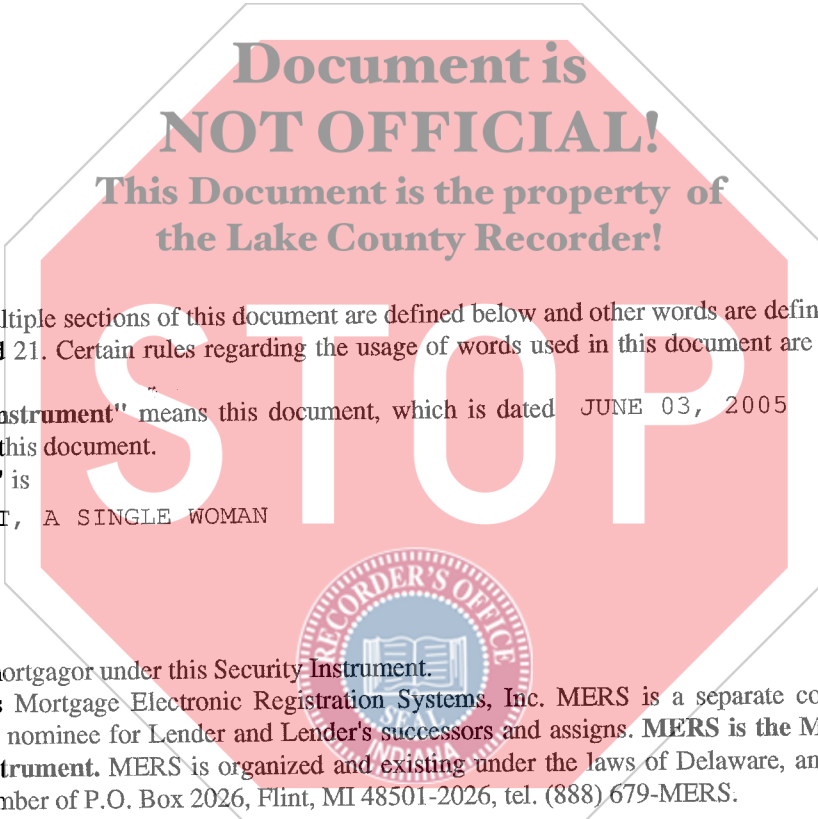 Document is
NOT OFFICIAL!
This Document is the property of
the Lake County Recorder!
ltiple sections of this document are defined below and other words are defin
21. Certain rules regarding the usage of words used in this document are
STOP
nstrument" means this document, which is dated JUNE 03, 2005
this document.
" is
T, A SINGLE WOMAN
RECORDER'S OFFICE
SEAL
INDIANA
ortgagor under this Security Instrument.
s Mortgage Electronic Registration Systems, Inc. MERS is a separate co
nominee for Lender and Lender's successors and assigns. MERS is the M
trument. MERS is organized and existing under the laws of Delaware, an
mber of P.O. Box 2026, Flint, MI 48501-2026, tel. (888) 679-MERS.